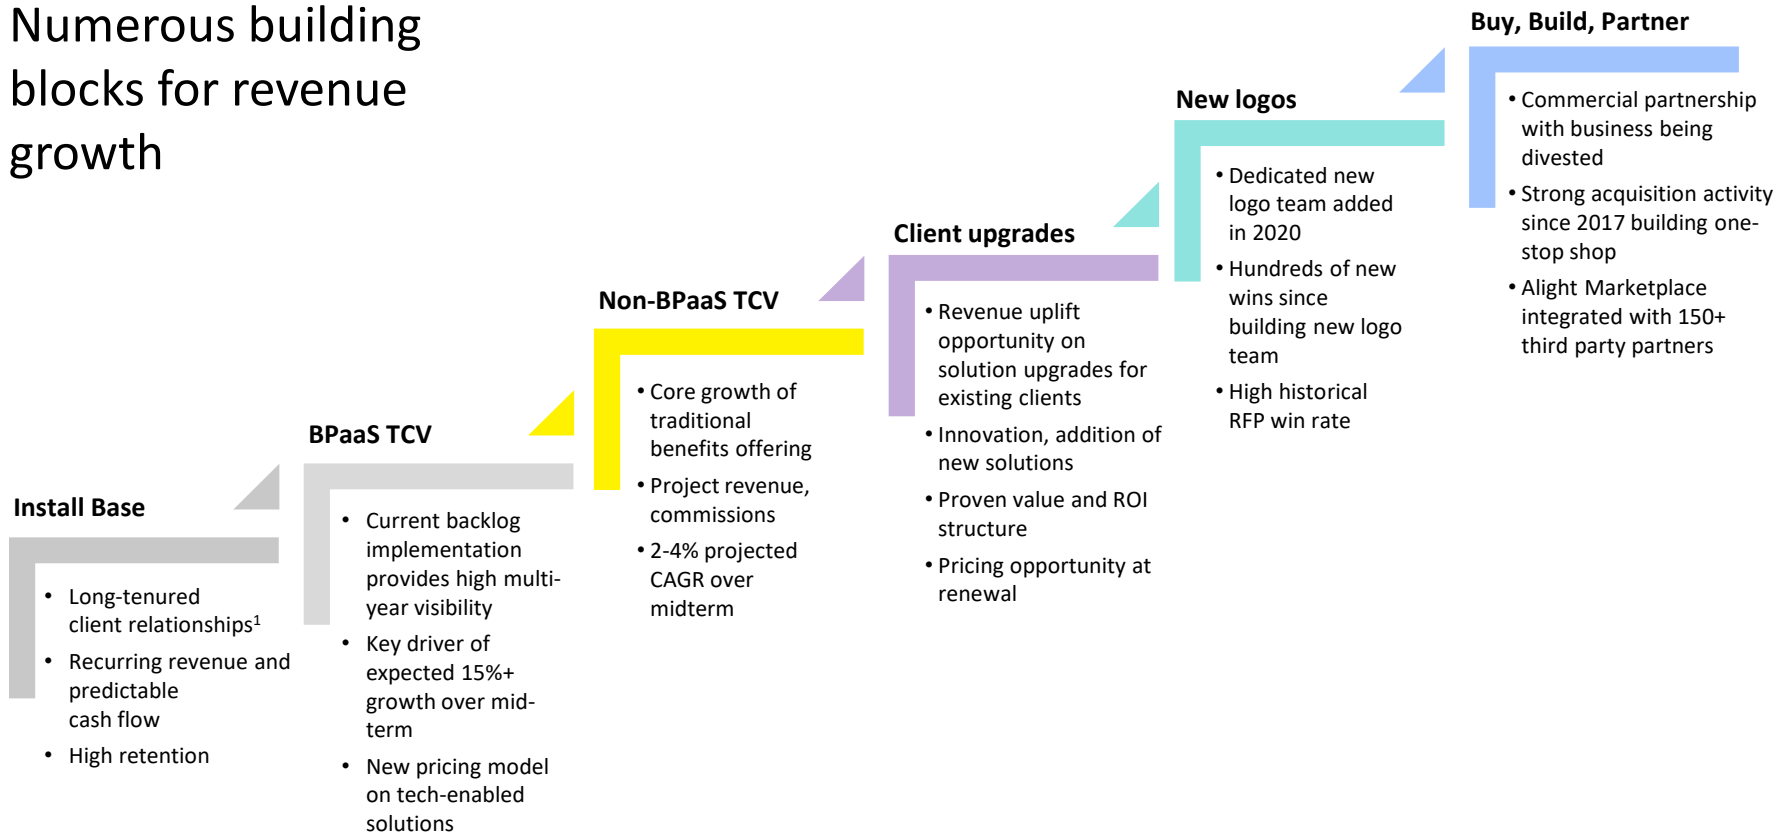 Numerous building
blocks for revenue
growth
Install Base
• Long-tenured
client relationships¹
• Recurring revenue and
predictable
cash flow
• High retention
BPaaS TCV
• Current backlog
implementation
provides high multi-
year visibility
• Key driver of
expected 15%+
growth over mid-
term
• New pricing model
on tech-enabled
solutions
Non-BPaaS TCV
• Core growth of
traditional
benefits offering
• Project revenue,
commissions
• 2-4% projected
CAGR over
midterm
Client upgrades
• Revenue uplift
opportunity on
solution upgrades for
existing clients
• Innovation, addition of
new solutions
• Proven value and ROI
structure
• Pricing opportunity at
renewal
New logos
• Dedicated new
logo team added
in 2020
• Hundreds of new
wins since
building new logo
team
• High historical
RFP win rate
Buy, Build, Partner
• Commercial partnership
with business being
divested
• Strong acquisition activity
since 2017 building one-
stop shop
• Alight Marketplace
integrated with 150+
third party partners